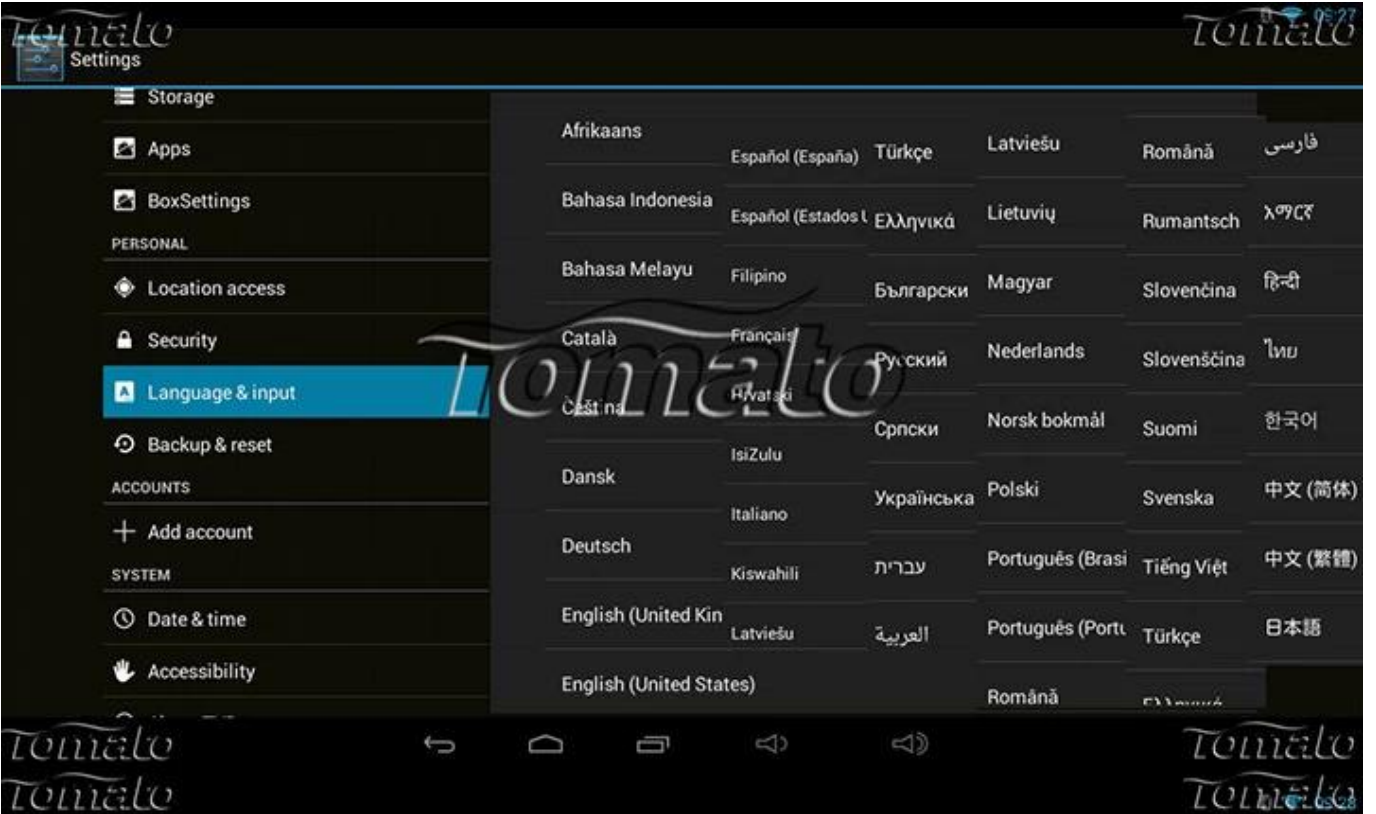 Tomato
Tomato
05:27
Settings
Storage
Apps
BoxSettings
PERSONAL
Location access
Security
Language & input
Backup & reset
ACCOUNTS
Add account
SYSTEM
Date & time
Accessibility
Afrikaans
Bahasa Indonesia
Bahasa Melayu
Català
Čeština
Dansk
Deutsch
English (United Kin
English (United States)
Español (España)
Español (Estados U
Filipino
Français
Hrvatski
IsiZulu
Italiano
Kiswahili
Latviešu
Türkçe
Ελληνικά
Български
Русский
Српски
Українська
עברית
العربية
Latviešu
Lietuvių
Magyar
Nederlands
Norsk bokmål
Polski
Português (Brasi
Português (Portu
Română
Română
Rumantsch
Slovenčina
Slovenščina
Suomi
Svenska
Tiếng Việt
Türkçe
Ελληνικά
فارسی
አማርኛ
हिन्दी
ไทย
한국어
中文 (简体)
中文 (繁體)
日本語
Tomato
Tomato
Tomato
Tomato
Tomato
09:28